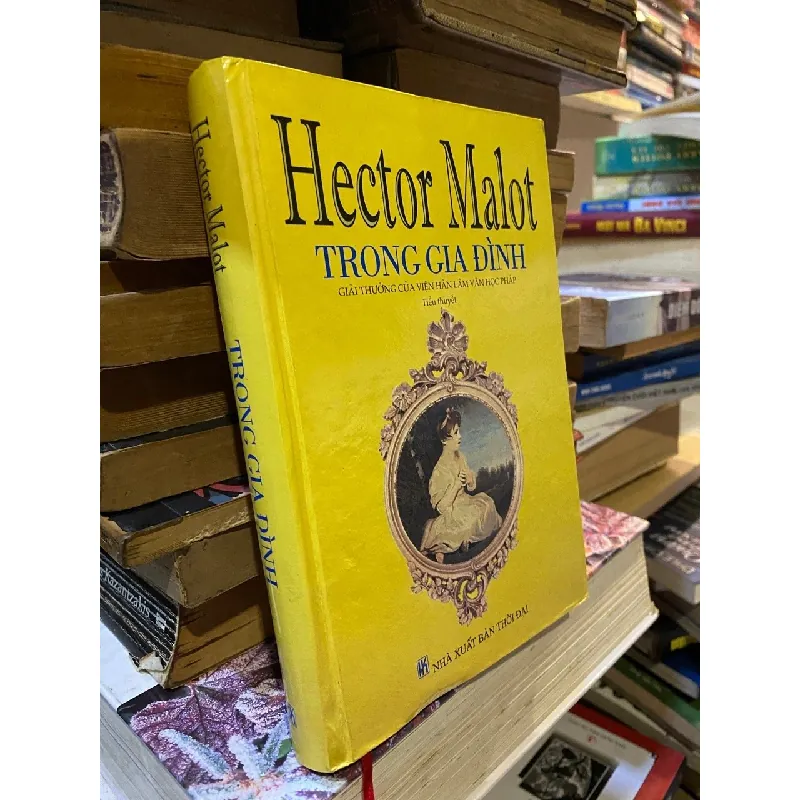 Hector Malot
TRONG GIA ĐÌNH
GIẢI THƯỞNG CỦA VIỆN HÀN LÂM VĂN HỌC PHÁP
Tiểu thuyết
NHÀ XUẤT BẢN THỜI ĐẠI
Hector Malot
TRONG GIA ĐÌNH
Kazantzakis
DA VINCI